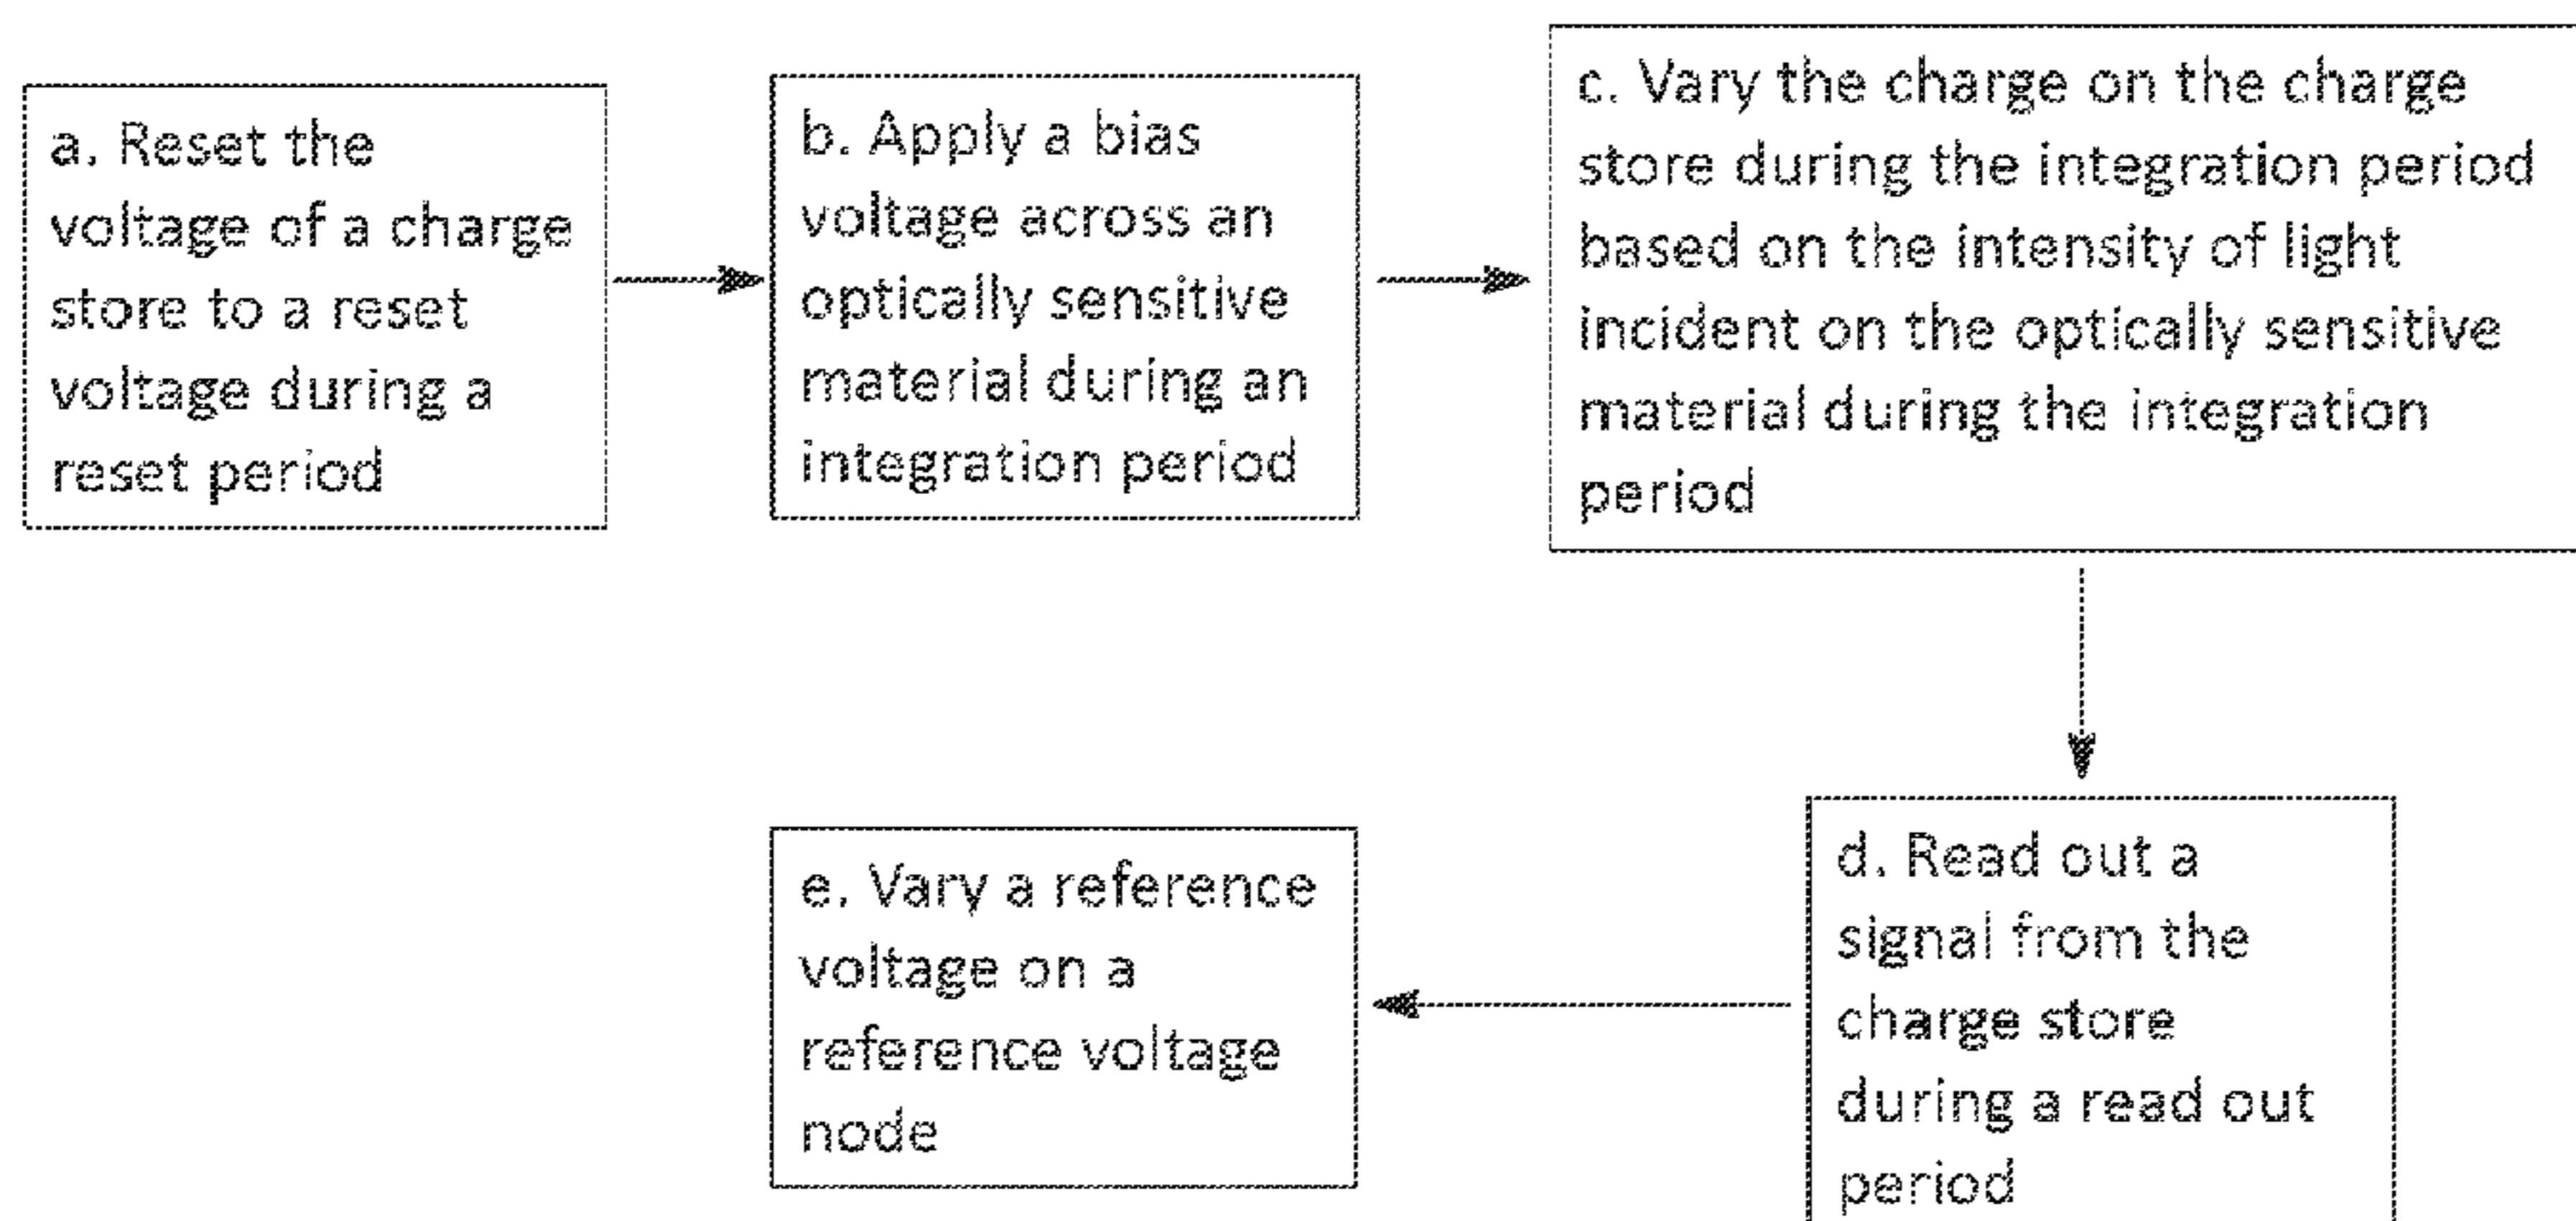 a. Reset the
voltage of a charge
store to a reset
voltage during a
reset period
b. Apply a bias
voltage across an
optically sensitive
material during an
integration period
c. Vary the charge on the charge
store during the integration period
based on the intensity of light
incident on the optically sensitive
material during the integration
period
d. Read out a
signal from the
charge store
during a read out
period
e. Vary a reference
voltage on a
reference voltage
node